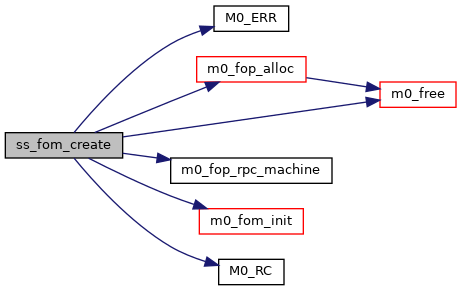 M0_ERR
m0_fop_alloc
m0_free
ss_fom_create
m0_fop_rpc_machine
m0_fom_init
M0_RC